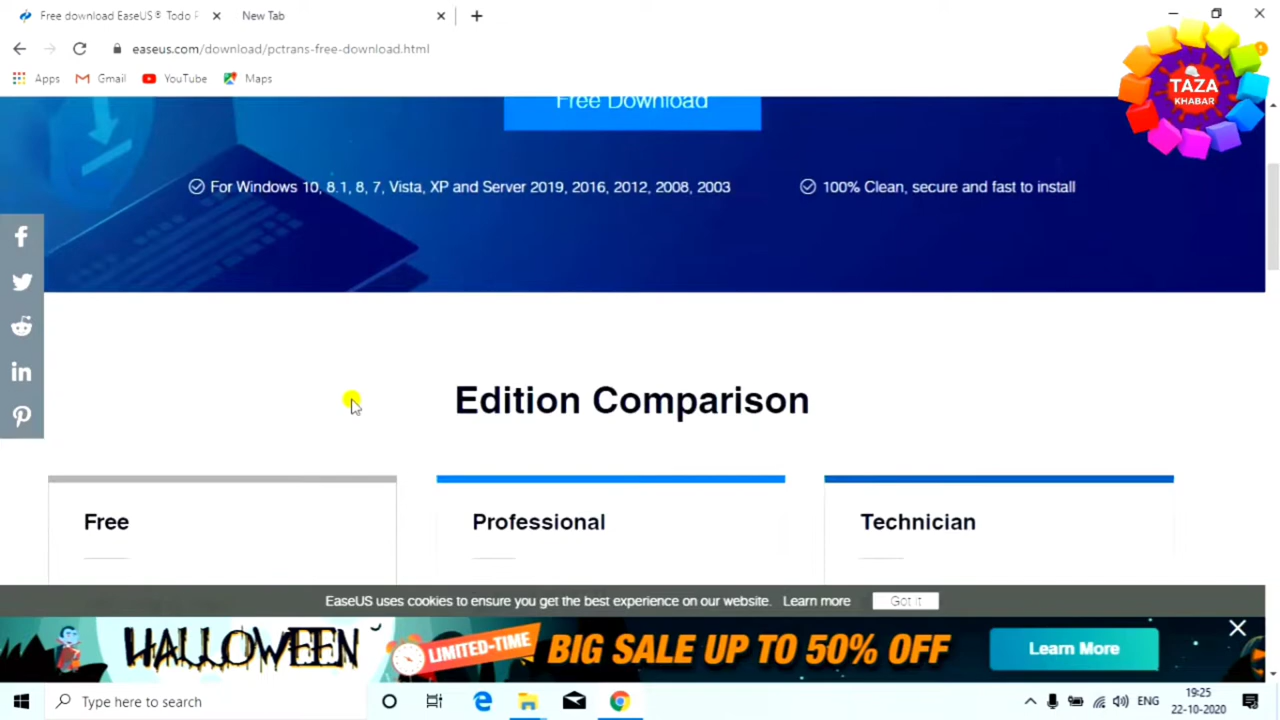 Free download EaseUS® Todo P
New Tab
easeus.com/download/pctrans-free-download.html
Apps
Gmail
YouTube
Maps
TAZA
KHABAR
Free Download
For Windows 10, 8.1, 8, 7, Vista, XP and Server 2019, 2016, 2012, 2008, 2003
100% Clean, secure and fast to install
Edition Comparison
Free
Professional
Technician
EaseUS uses cookies to ensure you get the best experience on our website. Learn more
Got it
HALLOWEEN
LIMITED-TIME
BIG SALE UP TO 50% OFF
Learn More
Type here to search
ENG
19:25
22-10-2020